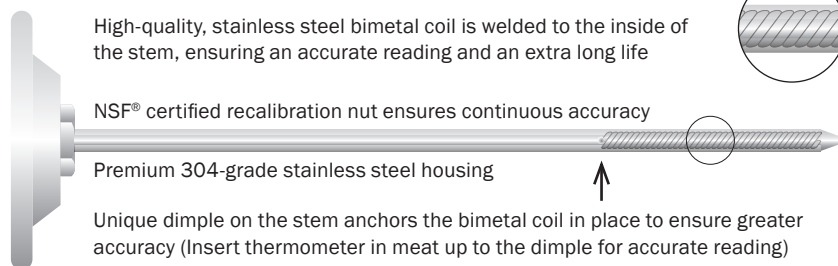 High-quality, stainless steel bimetal coil is welded to the inside of
the stem, ensuring an accurate reading and an extra long life
NSF® certified recalibration nut ensures continuous accuracy
Premium 304-grade stainless steel housing
Unique dimple on the stem anchors the bimetal coil in place to ensure greater
accuracy (Insert thermometer in meat up to the dimple for accurate reading)